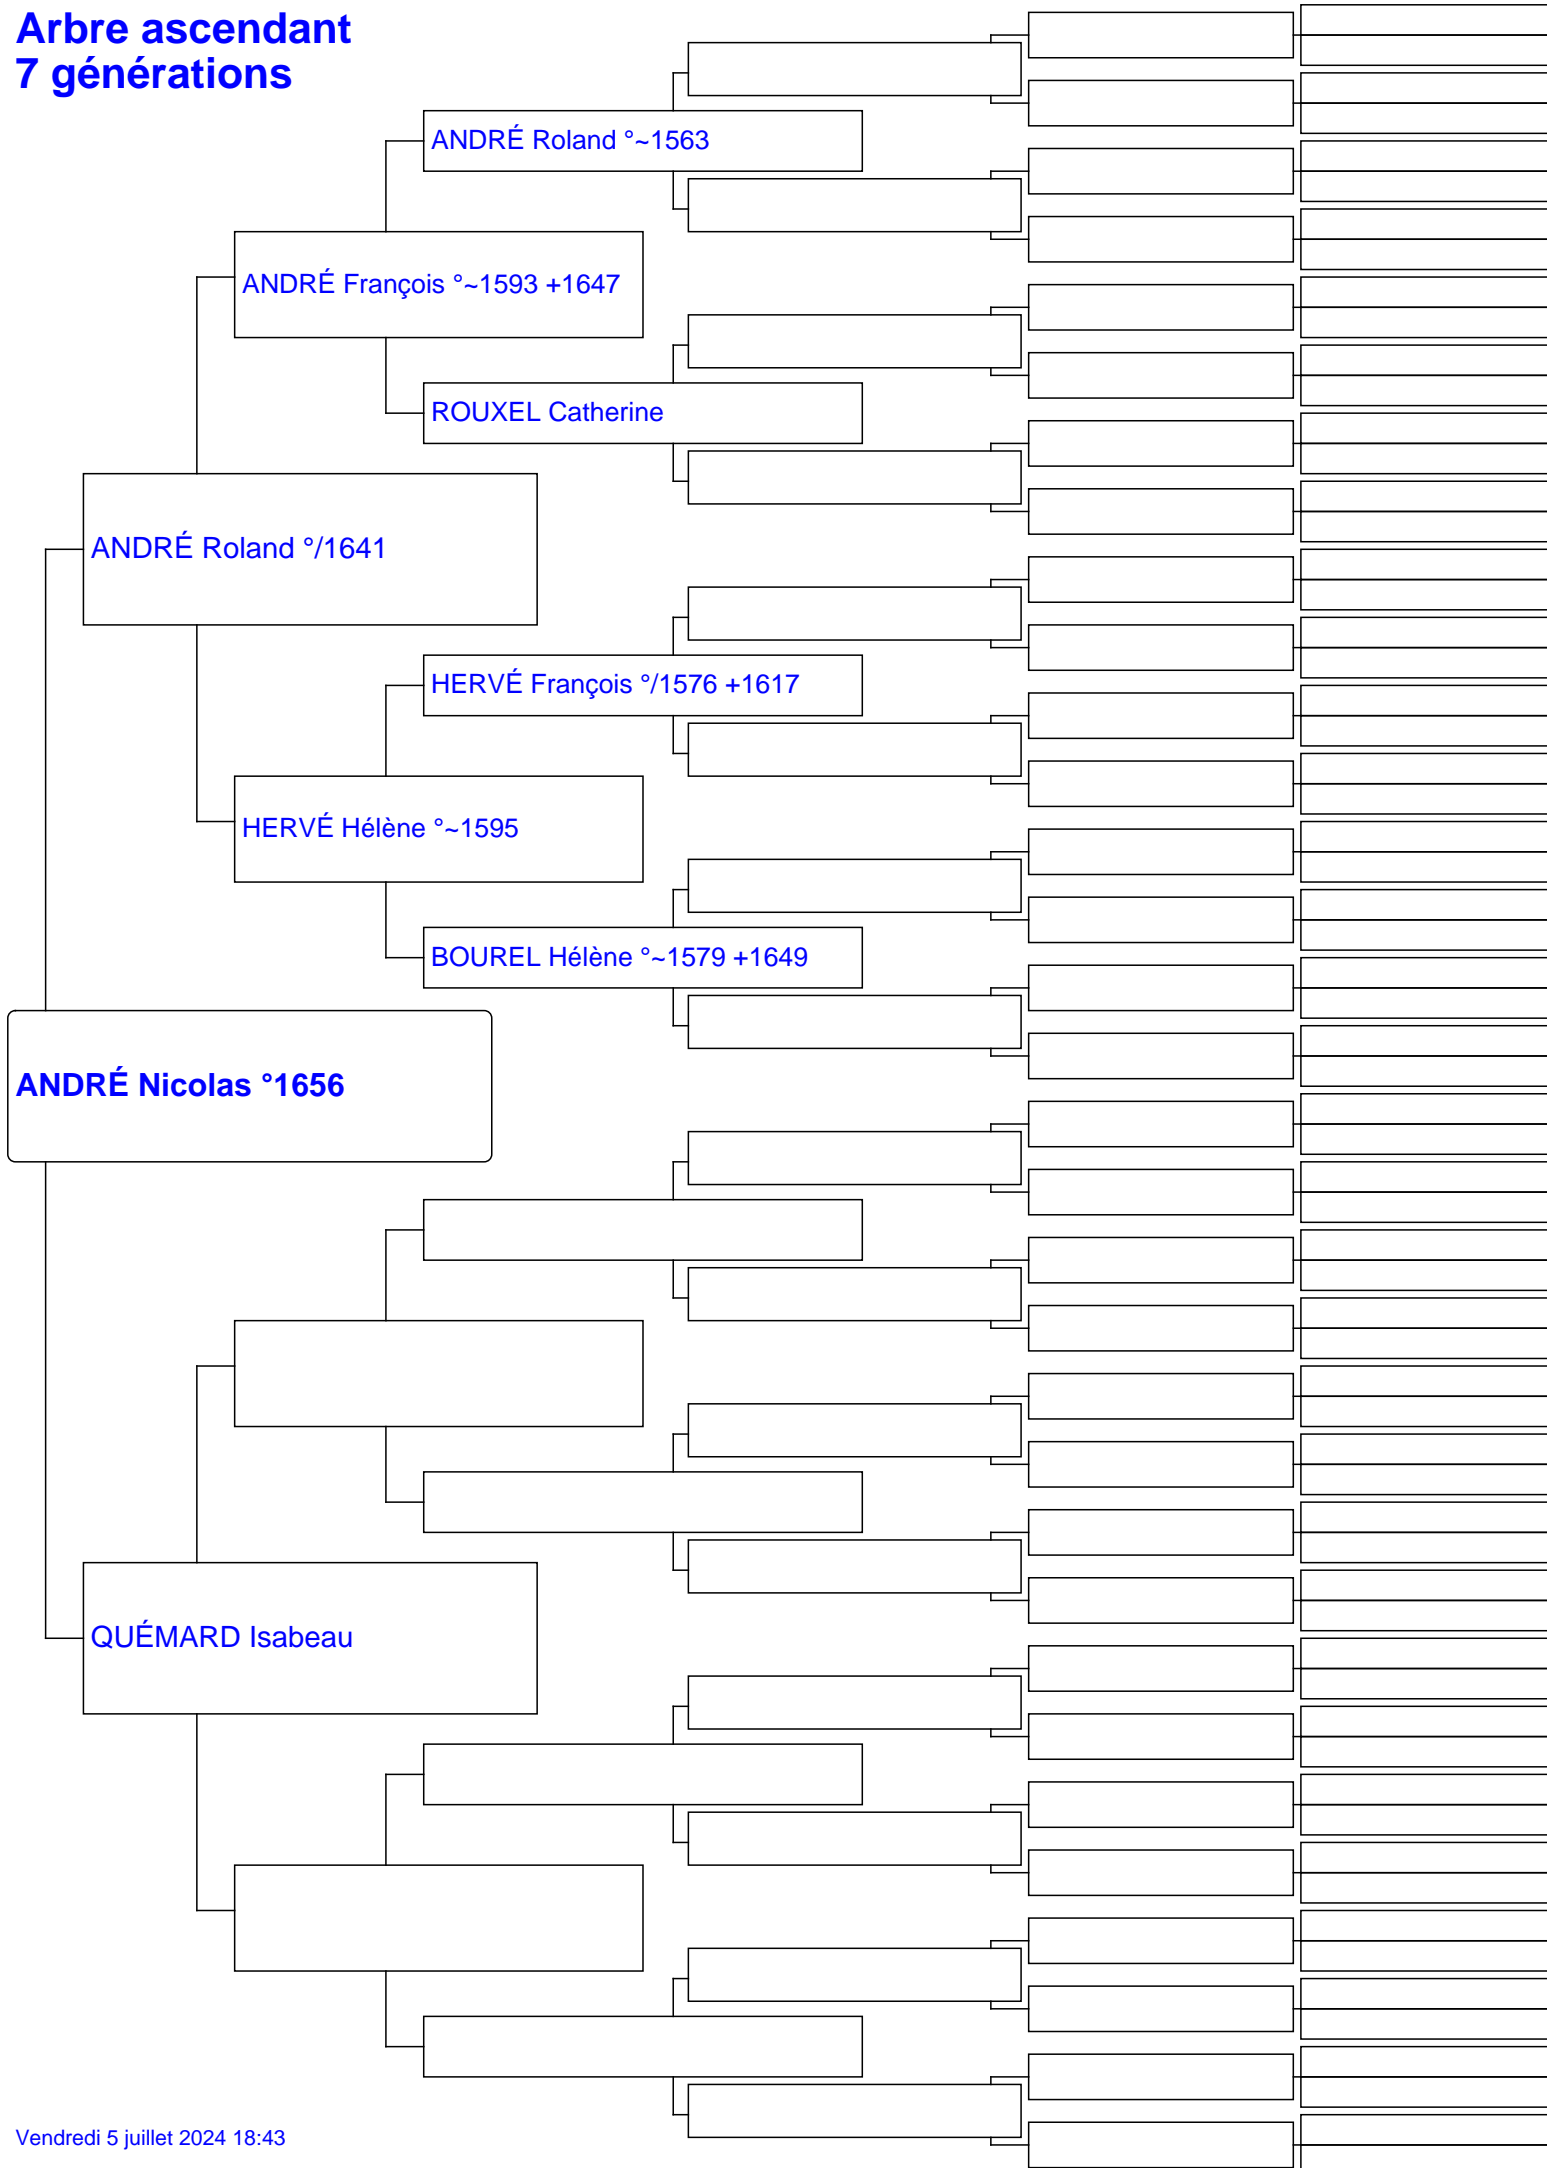 Arbre ascendant
7 générations
ANDRÉ Roland °~1563
ANDRÉ François °~1593 +1647
ROUXEL Catherine
ANDRÉ Roland °/1641
HERVÉ François °/1576 +1617
HERVÉ Hélène °~1595
BOUREL Hélène °~1579 +1649
ANDRÉ Nicolas °1656
QUÉMARD Isabeau
Vendredi 5 juillet 2024 18:43